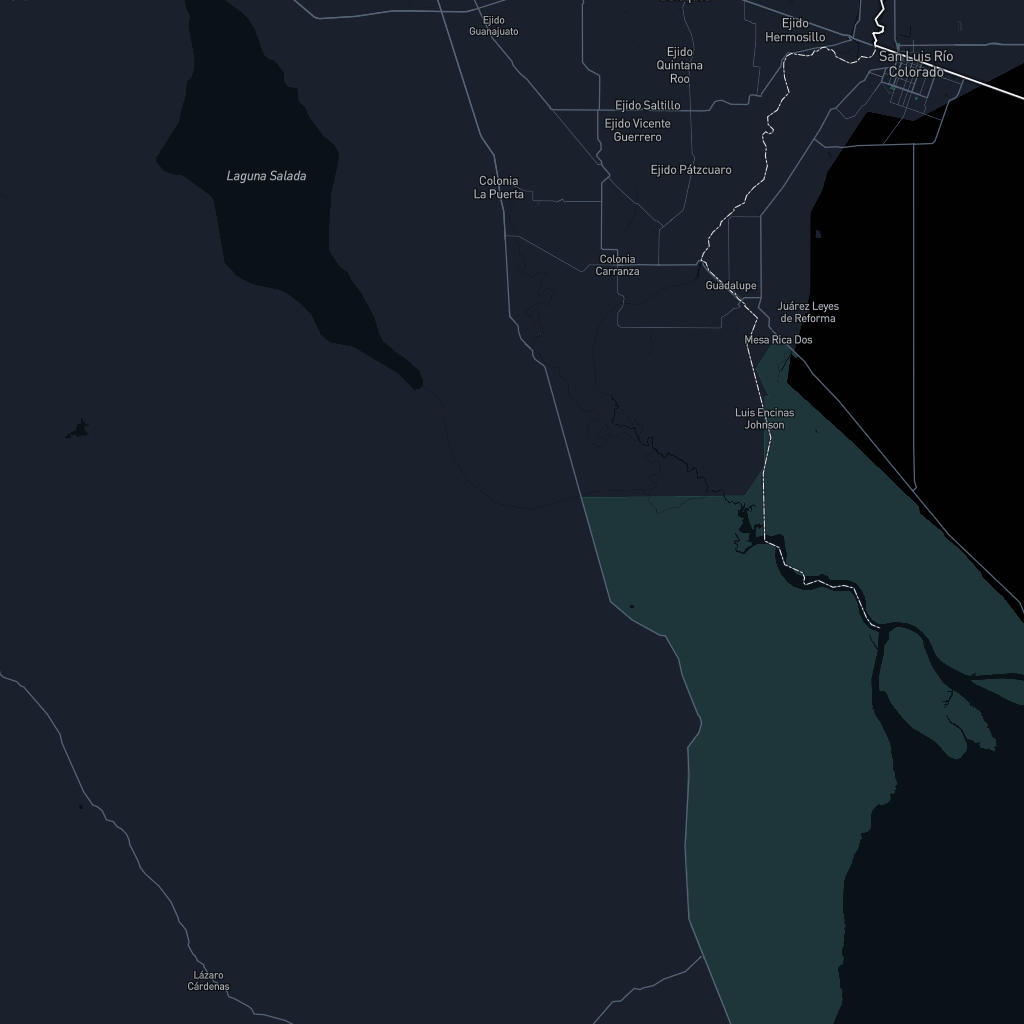 Ejido
Guanajuato
Ejido
Hermosillo
San Luis Río
Colorado
Ejido
Quintana
Roo
Ejido Saltillo
Ejido Vicente
Guerrero
Ejido Pátzcuaro
Laguna Salada
Colonia
La Puerta
Colonia
Carranza
Guadalupe
Juárez Leyes
de Reforma
Mesa Rica Dos
Luis Encinas
Johnson
Lázaro
Cárdenas